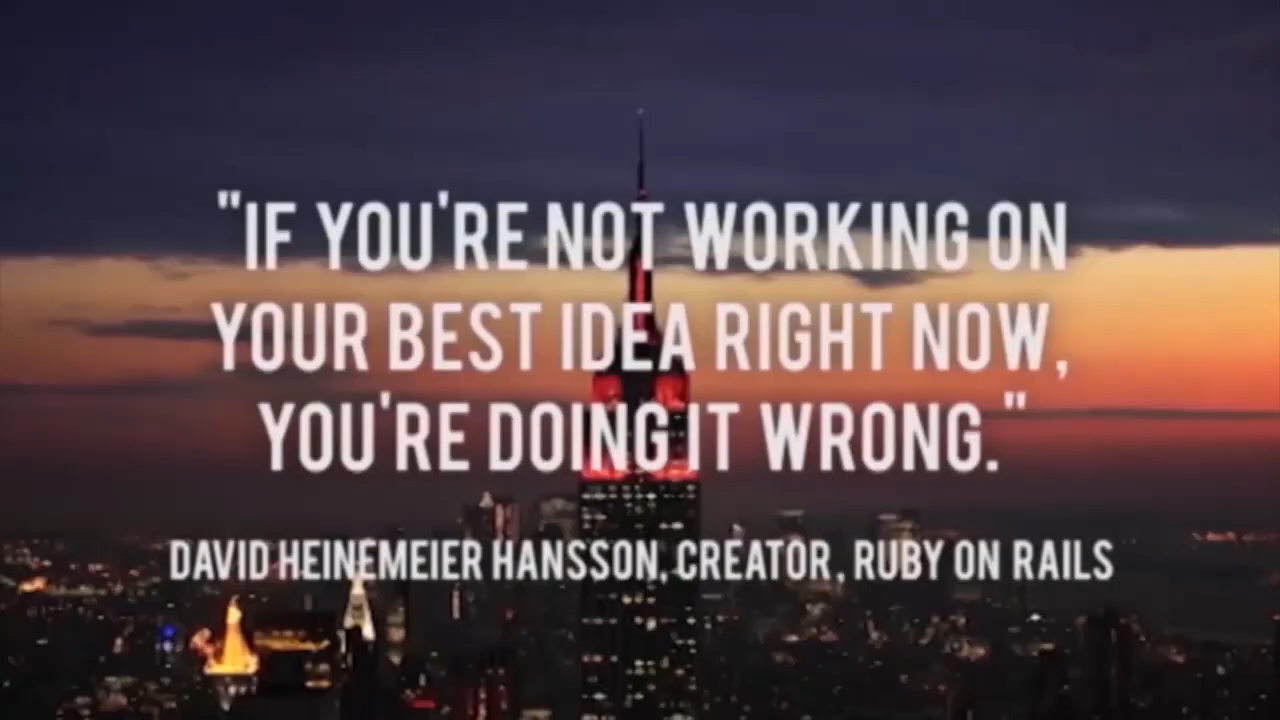 "IF YOU'RE NOT WORKING ON
YOUR BEST IDEA RIGHT NOW,
YOU'RE DOING IT WRONG."
DAVID HEINEMEIER HANSSON, CREATOR, RUBY ON RAILS